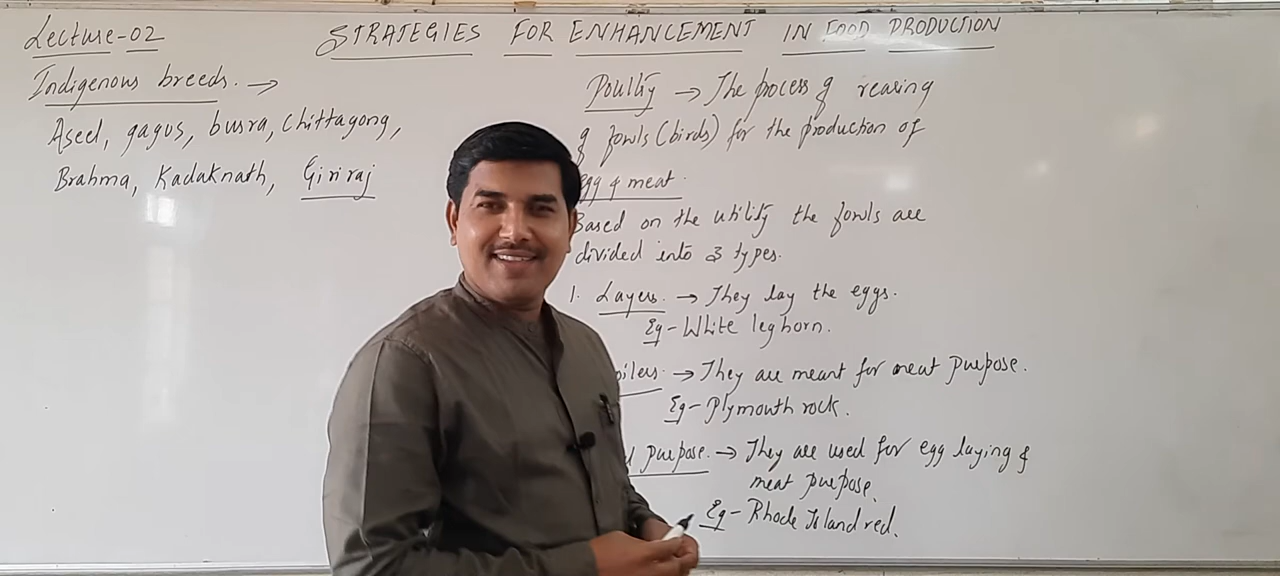 Lecture-02
STRATEGIES FOR ENHANCEMENT IN FOOD PRODUCTION
Indigenous breeds. →
Aseel, gagus, busra, Chittagong,
Brahma, Kadaknath, Giriraj
Poultry → The process of rearing
of fowls (birds) for the production of
egg & meat.
Based on the utility the fowls are
divided into 3 types.
1. Layers. → They lay the eggs.
Eg - White leghorn.
oilers. → They are meant for meat purpose.
Eg - Plymouth rock.
purpose. → They are used for egg laying &
meat purpose.
Eg - Rhode Island red.